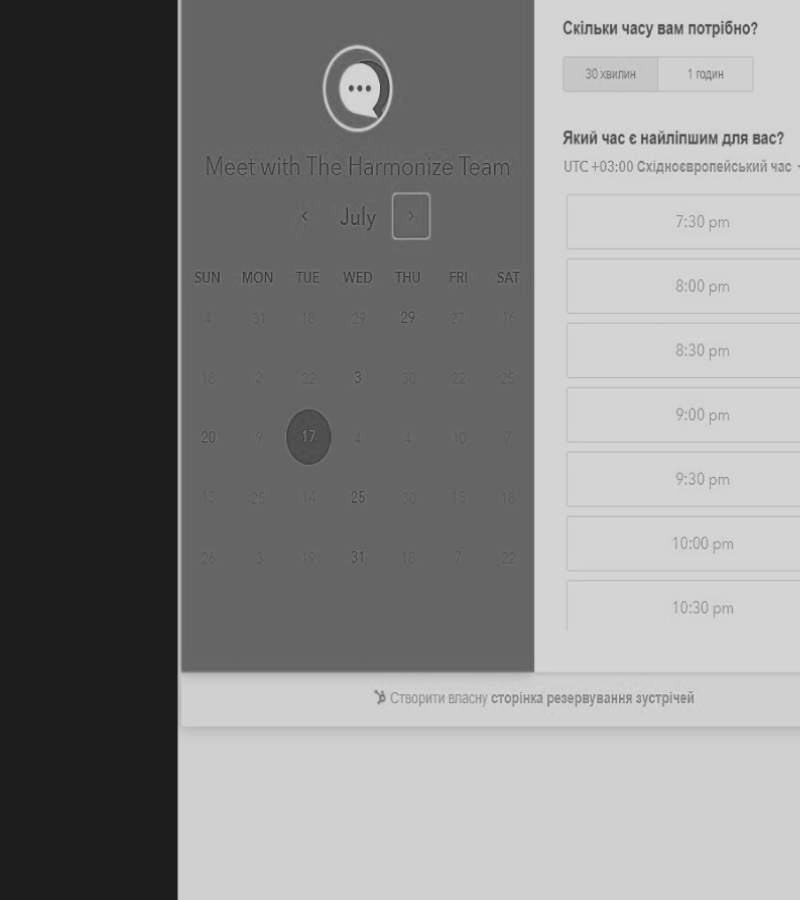 Meet with The Harmonize Team
‹ July ›
SUN MON TUE WED THU FRI SAT
4 31 18 29 29 27 16
18 2 22 3 30 22 25
20 9 17 4 4 10 7
15 25 14 25 30 15 18
26 3 19 31 18 7 22
Скільки часу вам потрібно?
30 хвилин 1 годин
Який час є найліпшим для вас?
UTC +03:00 Східноєвропейський час
7:30 pm
8:00 pm
8:30 pm
9:00 pm
9:30 pm
10:00 pm
10:30 pm
Створити власну сторінка резервування зустрічей